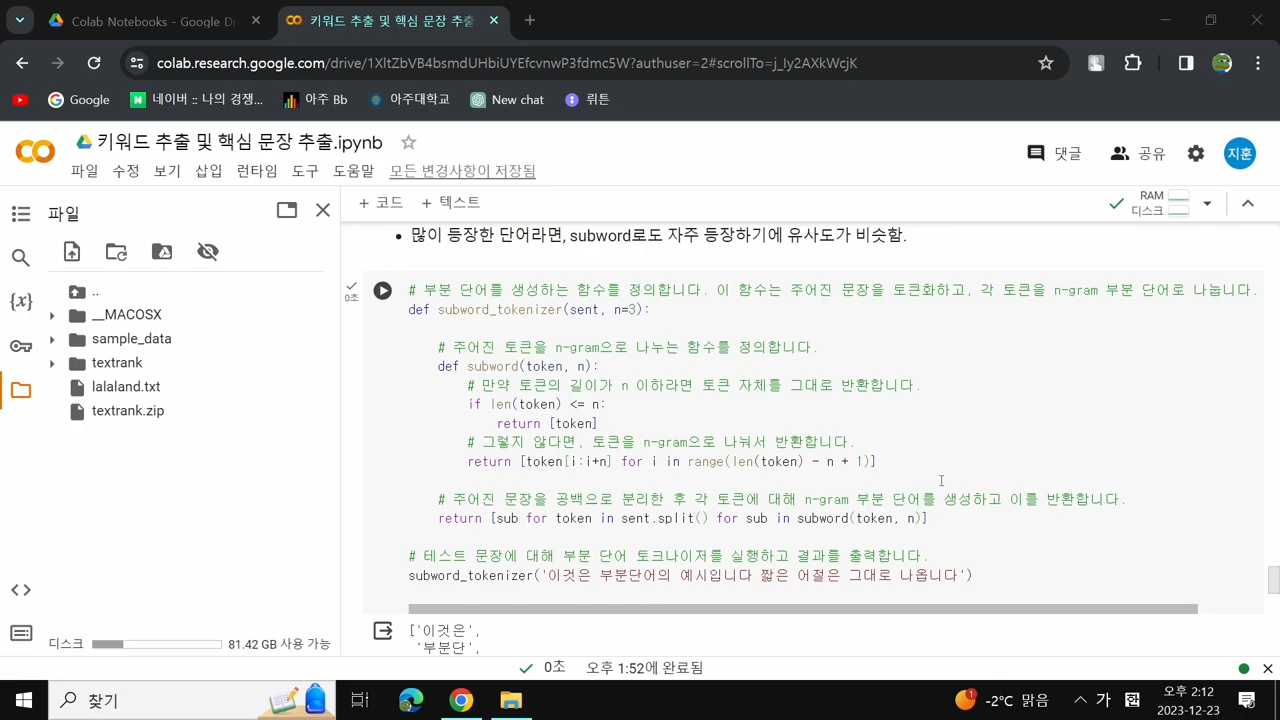 Colab Notebooks - Google Dr
키워드 추출 및 핵심 문장 추출
colab.research.google.com/drive/1XltZbVB4bsmdUHbiUYEfcvnwP3fdmc5W?authuser=2#scrollTo=j_ly2AXkWcjK
Google
네이버 :: 나의 경쟁...
아주 Bb
아주대학교
New chat
뤼튼
키워드 추출 및 핵심 문장 추출.ipynb
댓글
공유
지훈
파일 수정 보기 삽입 런타임 도구 도움말 모든 변경사항이 저장됨
파일
+ 코드 + 텍스트
RAM
디스크
많이 등장한 단어라면, subword로도 자주 등장하기에 유사도가 비슷함.
..
__MACOSX
sample_data
textrank
lalaland.txt
textrank.zip
{x}
0초
# 부분 단어를 생성하는 함수를 정의합니다. 이 함수는 주어진 문장을 토큰화하고, 각 토큰을 n-gram 부분 단어로 나눕니다.
def subword_tokenizer(sent, n=3):
# 주어진 토큰을 n-gram으로 나누는 함수를 정의합니다.
def subword(token, n):
# 만약 토큰의 길이가 n 이하라면 토큰 자체를 그대로 반환합니다.
if len(token) <= n:
return [token]
# 그렇지 않다면, 토큰을 n-gram으로 나눠서 반환합니다.
return [token[i:i+n] for i in range(len(token) - n + 1)]
# 주어진 문장을 공백으로 분리한 후 각 토큰에 대해 n-gram 부분 단어를 생성하고 이를 반환합니다.
return [sub for token in sent.split() for sub in subword(token, n)]
# 테스트 문장에 대해 부분 단어 토크나이저를 실행하고 결과를 출력합니다.
subword_tokenizer('이것은 부분단어의 예시입니다 짧은 어절은 그대로 나옵니다')
['이것은',
'부분단',
디스크 81.42 GB 사용 가능
0초 오후 1:52에 완료됨
찾기
1
-2°C 맑음
가
한
오후 2:12
2023-12-23